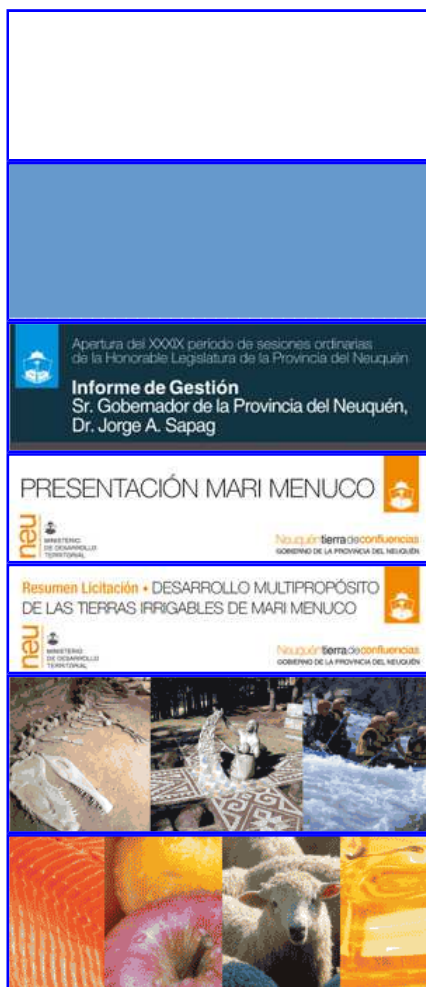 Apertura del XXXIX período de sesiones ordinarias
de la Honorable Legislatura de la Provincia del Neuquén
Informe de Gestión
Sr. Gobernador de la Provincia del Neuquén,
Dr. Jorge A. Sapag
PRESENTACIÓN MARI MENUCO
neu
MINISTERIO
DE DESARROLLO
TERRITORIAL
Neuquéntierradeconfluencias
GOBIERNO DE LA PROVINCIA DEL NEUQUÉN
Resumen Licitación • DESARROLLO MULTIPROPÓSITO
DE LAS TIERRAS IRRIGABLES DE MARI MENUCO
neu
MINISTERIO
DE DESARROLLO
TERRITORIAL
Neuquéntierradeconfluencias
GOBIERNO DE LA PROVINCIA DEL NEUQUÉN